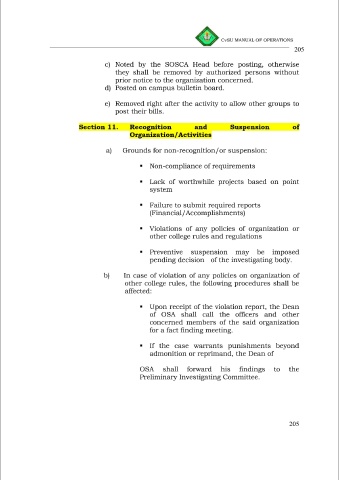 CvSU MANUAL OF OPERATIONS
205
c) Noted by the SOSCA Head before posting, otherwise
they shall be removed by authorized persons without
prior notice to the organization concerned.
d) Posted on campus bulletin board.
e) Removed right after the activity to allow other groups to
post their bills.
Section 11. Recognition and Suspension of
Organization/Activities
a) Grounds for non-recognition/or suspension:
▪ Non-compliance of requirements
▪ Lack of worthwhile projects based on point
system
▪ Failure to submit required reports
(Financial/Accomplishments)
▪ Violations of any policies of organization or
other college rules and regulations
▪ Preventive suspension may be imposed
pending decision of the investigating body.
b) In case of violation of any policies on organization of
other college rules, the following procedures shall be
affected:
▪ Upon receipt of the violation report, the Dean
of OSA shall call the officers and other
concerned members of the said organization
for a fact finding meeting.
▪ if the case warrants punishments beyond
admonition or reprimand, the Dean of
OSA shall forward his findings to the
Preliminary Investigating Committee.
205